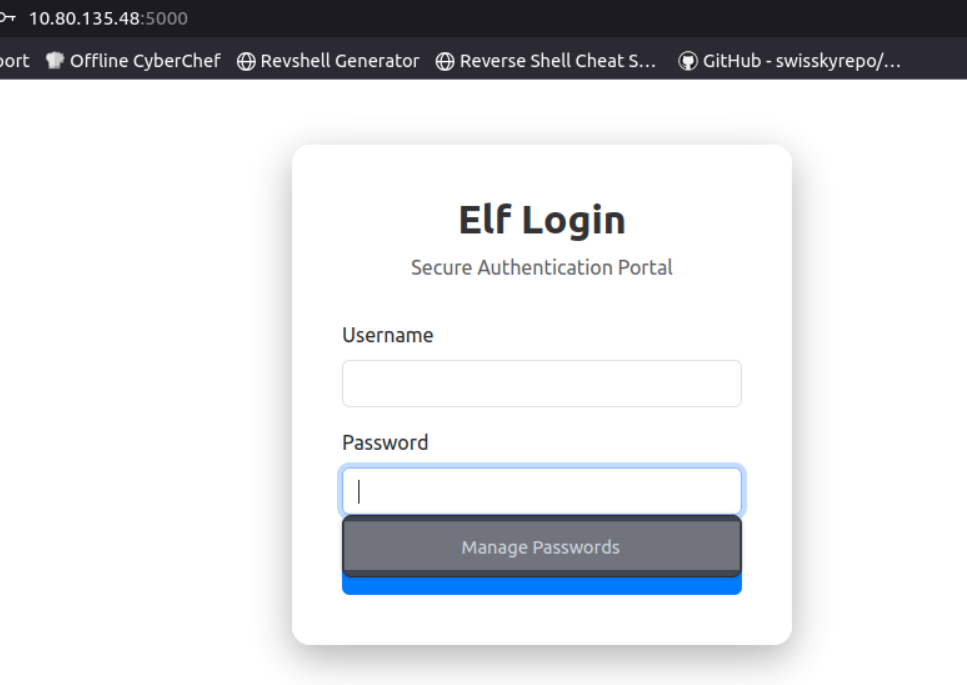 10.80.135.48:5000
port Offline CyberChef Revshell Generator Reverse Shell Cheat S... GitHub - swisskyrepo/...
Elf Login
Secure Authentication Portal
Username
Password
Manage Passwords